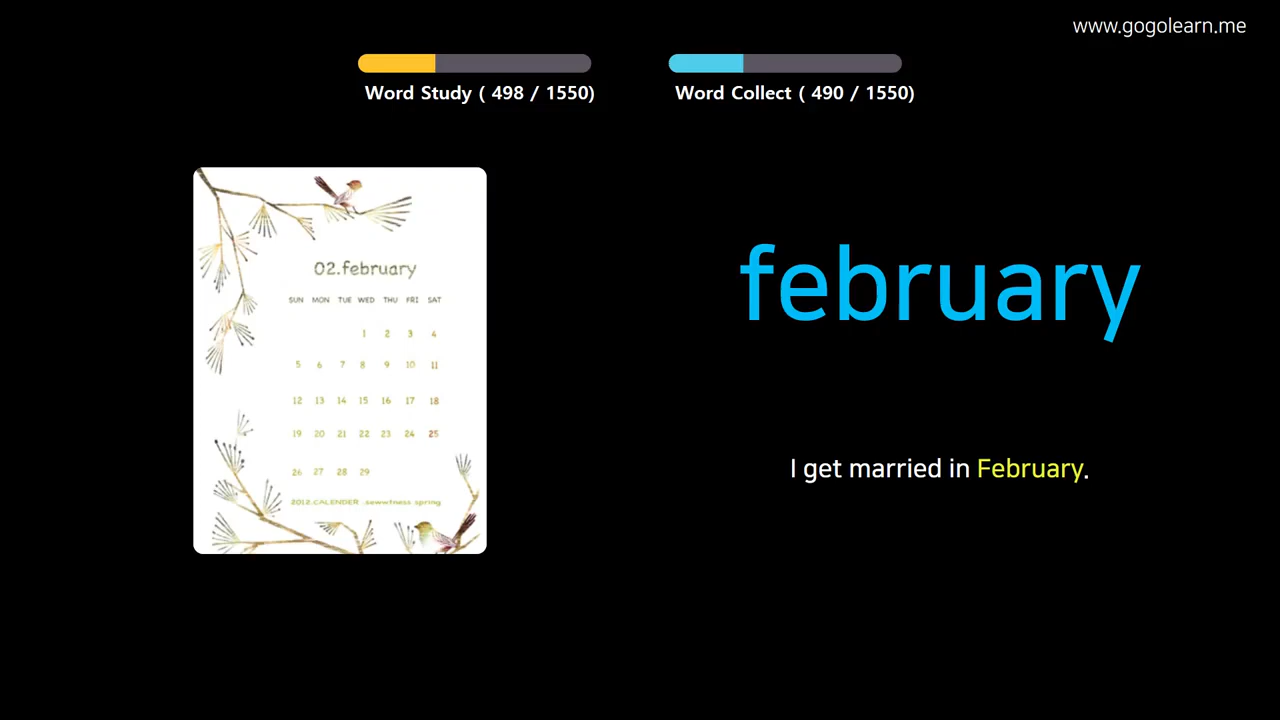 www.gogolearn.me
Word Study ( 498 / 1550)
Word Collect ( 490 / 1550)
02.february
SUN MON TUE WED THU FRI SAT
1 2 3 4
5 6 7 8 9 10 11
12 13 14 15 16 17 18
19 20 21 22 23 24 25
26 27 28 29
2012.CALENDER .sewwtness spring
february
I get married in February.